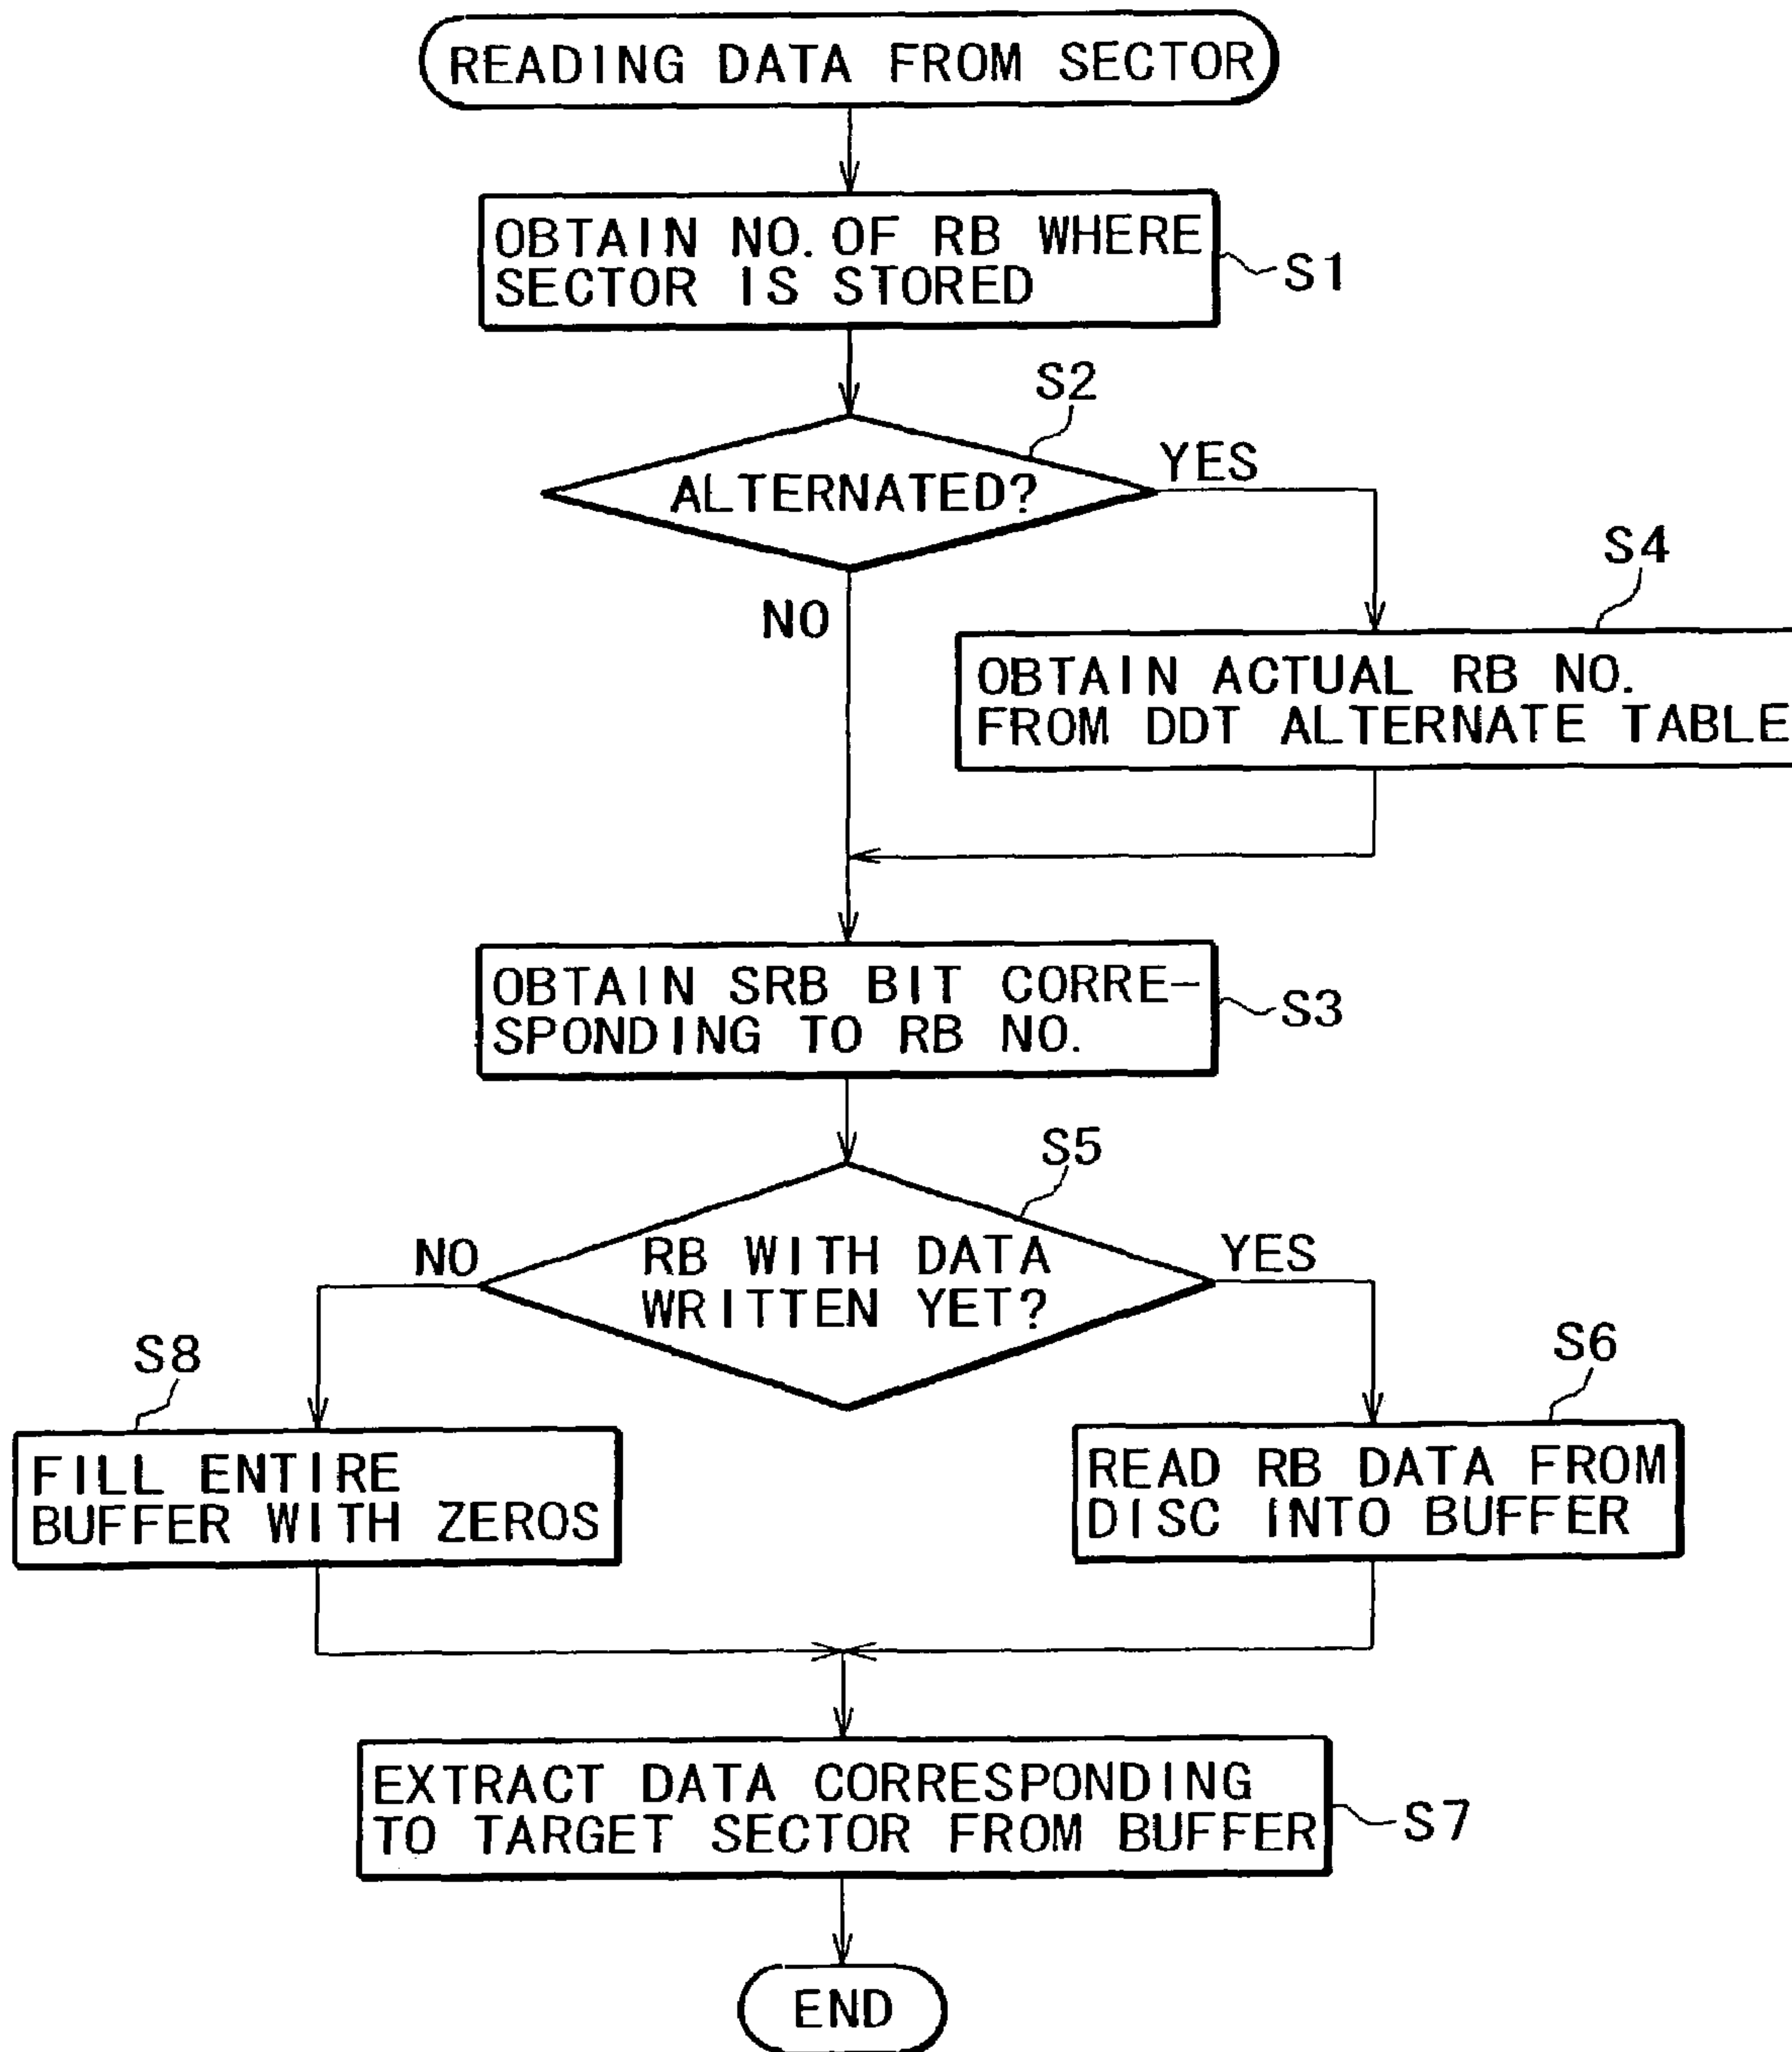 READING DATA FROM SECTOR
OBTAIN NO. OF RB WHERE
SECTOR IS STORED
S1
S2
ALTERNATED?
YES
NO
S4
OBTAIN ACTUAL RB NO.
FROM DDT ALTERNATE TABLE
OBTAIN SRB BIT CORRE-
SPONDING TO RB NO.
S3
S5
RB WITH DATA
WRITTEN YET?
NO
YES
S8
FILL ENTIRE
BUFFER WITH ZEROS
S6
READ RB DATA FROM
DISC INTO BUFFER
EXTRACT DATA CORRESPONDING
TO TARGET SECTOR FROM BUFFER
S7
END